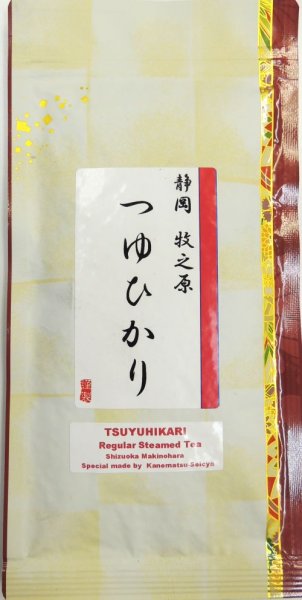 静岡 牧之原
つゆひかり
TSUYUHIKARI
Regular Steamed Tea
Shizuoka Makinohara
Special made by Kanematsu Seicya